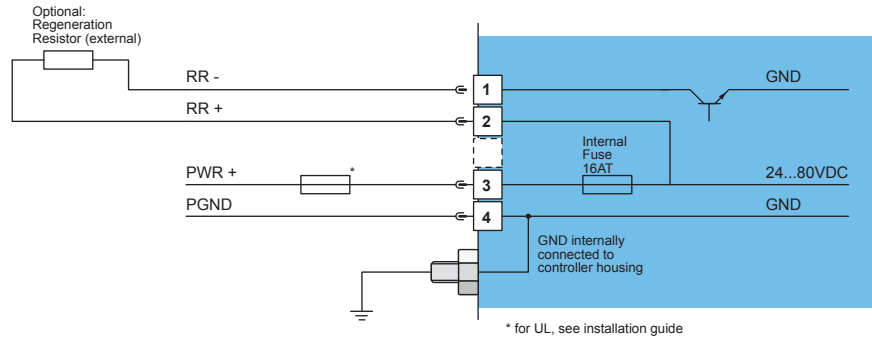 Optional:
Regeneration
Resistor (external)
RR -
1
GND
RR +
2
Internal
Fuse
16AT
PWR +
*
3
24...80VDC
PGND
4
GND
GND internally
connected to
controller housing
* for UL, see installation guide